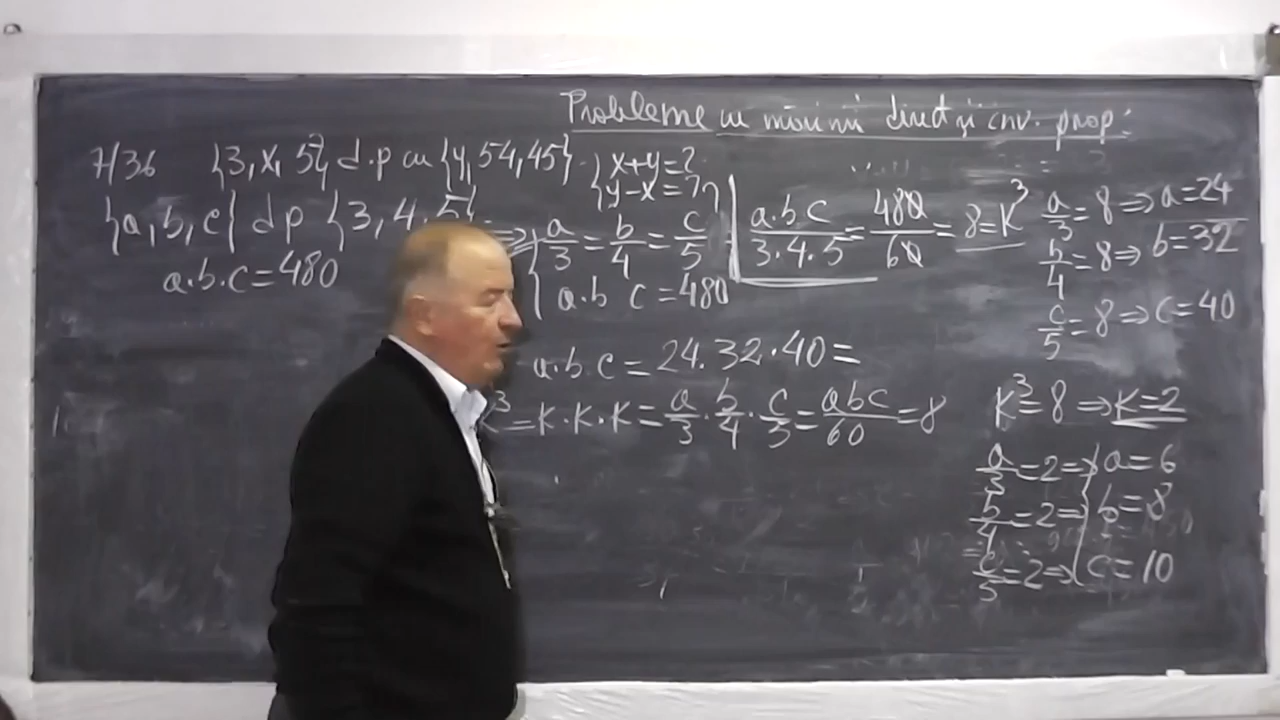 Probleme cu mărimi direct și inv. prop:
7/36 {3, x, 5} d.p cu {y, 54, 45} { x+y=?
{ y-x=?
{a, b, c} dp {3, 4, 5} ⇒ { a/3 = b/4 = c/5
a·b·c=480 { a·b c = 480
a·b·c/3·4·5 = 480/60 = 8 = K³
a/3 = 8 ⇒ a=24
b/4 = 8 ⇒ b=32
c/5 = 8 ⇒ c=40
a·b·c = 24.32·40 =
K³ = K·K·K = a/3 · b/4 · c/5 = abc/60 = 8
K³=8 ⇒ K=2
a/3 = 2 ⇒ a=6
b/4 = 2 ⇒ b=8
c/5 = 2 ⇒ c=10